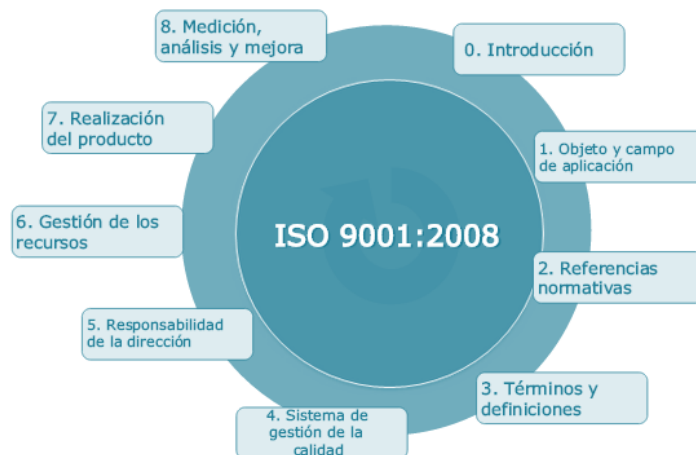 ISO 9001:2008
0. Introducción
1. Objeto y campo
de aplicación
2. Referencias
normativas
3. Términos y
definiciones
4. Sistema de
gestión de la
calidad
5. Responsabilidad
de la dirección
6. Gestión de los
recursos
7. Realización
del producto
8. Medición,
análisis y mejora